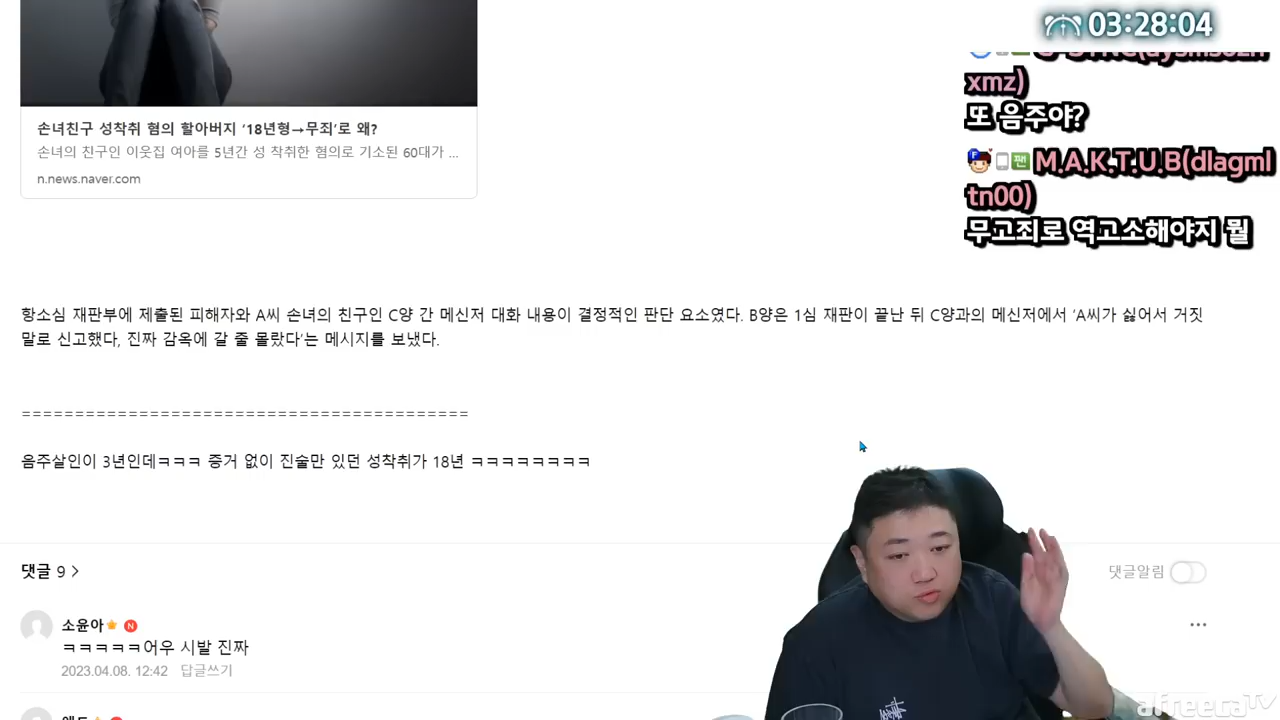 03:28:04
xmz)
또 음주야?
M.A.K.T.U.B(dlagml
tn00)
무고죄로 역고소해야지 뭘
손녀친구 성착취 혐의 할아버지 ‘18년형→무죄’로 왜?
손녀의 친구인 이웃집 여아를 5년간 성 착취한 혐의로 기소된 60대가 ...
n.news.naver.com
항소심 재판부에 제출된 피해자와 A씨 손녀의 친구인 C양 간 메신저 대화 내용이 결정적인 판단 요소였다. B양은 1심 재판이 끝난 뒤 C양과의 메신저에서 ‘A씨가 싫어서 거짓
말로 신고했다, 진짜 감옥에 갈 줄 몰랐다’는 메시지를 보냈다.
==========================================
음주살인이 3년인데ㅋㅋㅋ 증거 없이 진술만 있던 성착취가 18년 ㅋㅋㅋㅋㅋㅋㅋㅋ
댓글 9 >
댓글알림
소윤아 N
ㅋㅋㅋㅋㅋ어우 시발 진짜
2023.04.08. 12:42 답글쓰기
afreecaTV